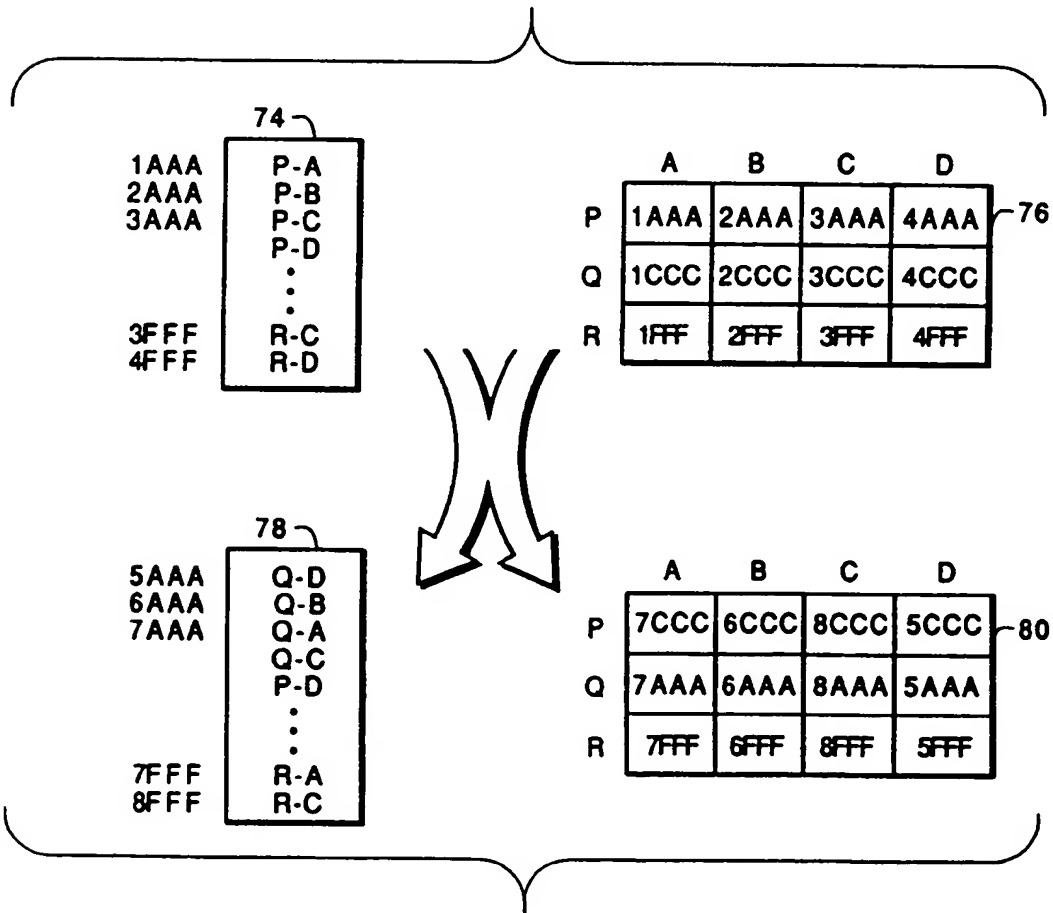 74
1AAA P-A
2AAA P-B
3AAA P-C
P-D
3FFF R-C
4FFF R-D
A B C D
P 1AAA 2AAA 3AAA 4AAA 76
Q 1CCC 2CCC 3CCC 4CCC
R 1FFF 2FFF 3FFF 4FFF
78
5AAA Q-D
6AAA Q-B
7AAA Q-A
Q-C
P-D
7FFF R-A
8FFF R-C
A B C D
P 7CCC 6CCC 8CCC 5CCC 80
Q 7AAA 6AAA 8AAA 5AAA
R 7FFF 6FFF 8FFF 5FFF